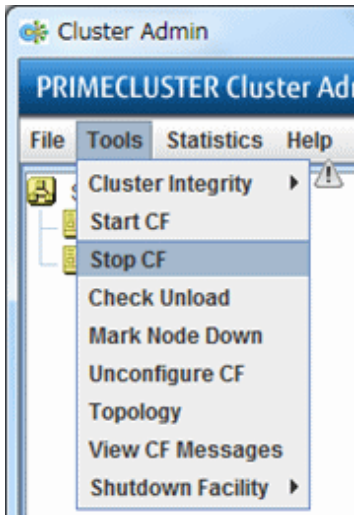 Cluster Admin
PRIMECLUSTER Cluster Ad
File Tools Statistics Help
Cluster Integrity
Start CF
Stop CF
Check Unload
Mark Node Down
Unconfigure CF
Topology
View CF Messages
Shutdown Facility